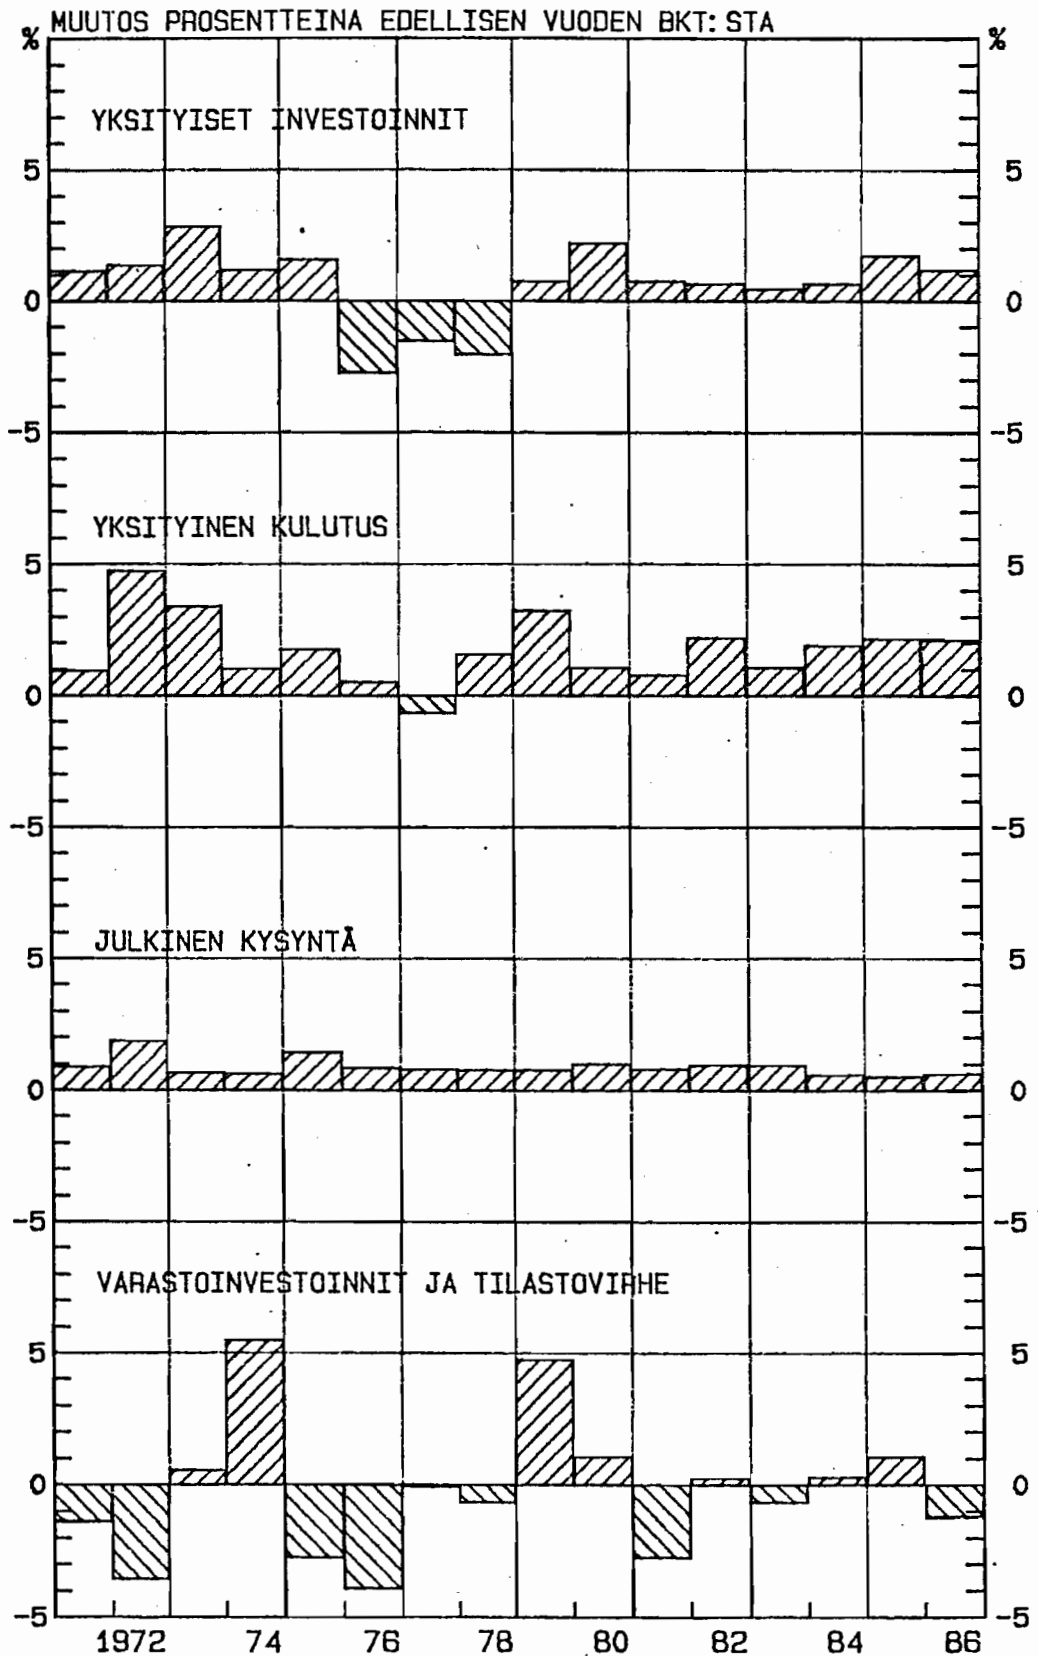 MUUTOS PROSENTTEINA EDELLISEN VUODEN BKT: STA
% %
YKSITYISET INVESTOINNIT
5 5
0 0
-5 -5
YKSITYINEN KULUTUS
5 5
0 0
-5 -5
JULKINEN KYSYNTÄ
5 5
0 0
-5 -5
VARASTOINVESTOINNIT JA TILASTOVIRHE
5 5
0 0
-5 -5
1972 74 76 78 80 82 84 86